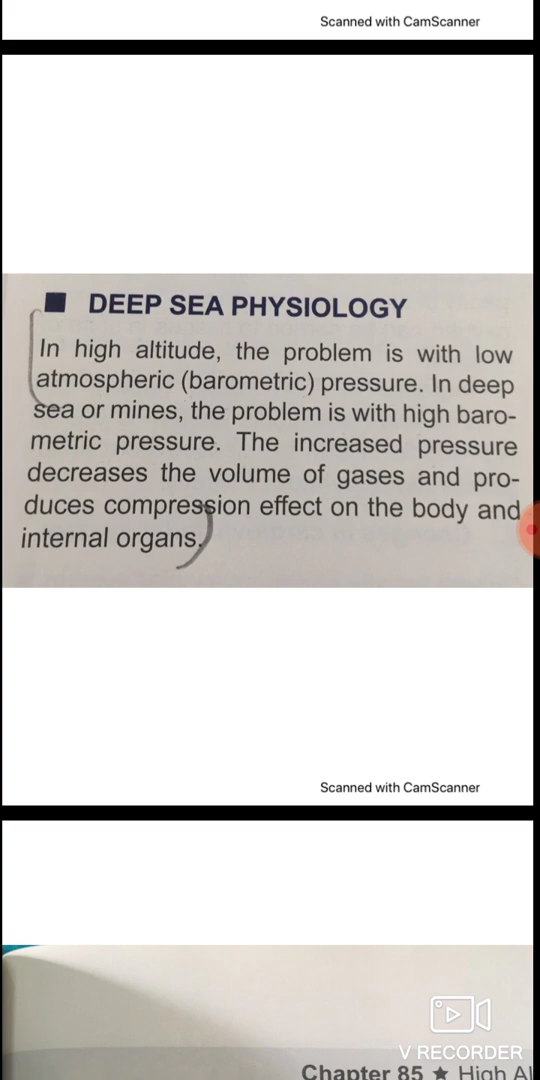 Scanned with CamScanner
DEEP SEA PHYSIOLOGY
In high altitude, the problem is with low
atmospheric (barometric) pressure. In deep
sea or mines, the problem is with high baro-
metric pressure. The increased pressure
decreases the volume of gases and pro-
duces compression effect on the body and
internal organs.
Scanned with CamScanner
V RECORDER
Chapter 85 ★ High Al